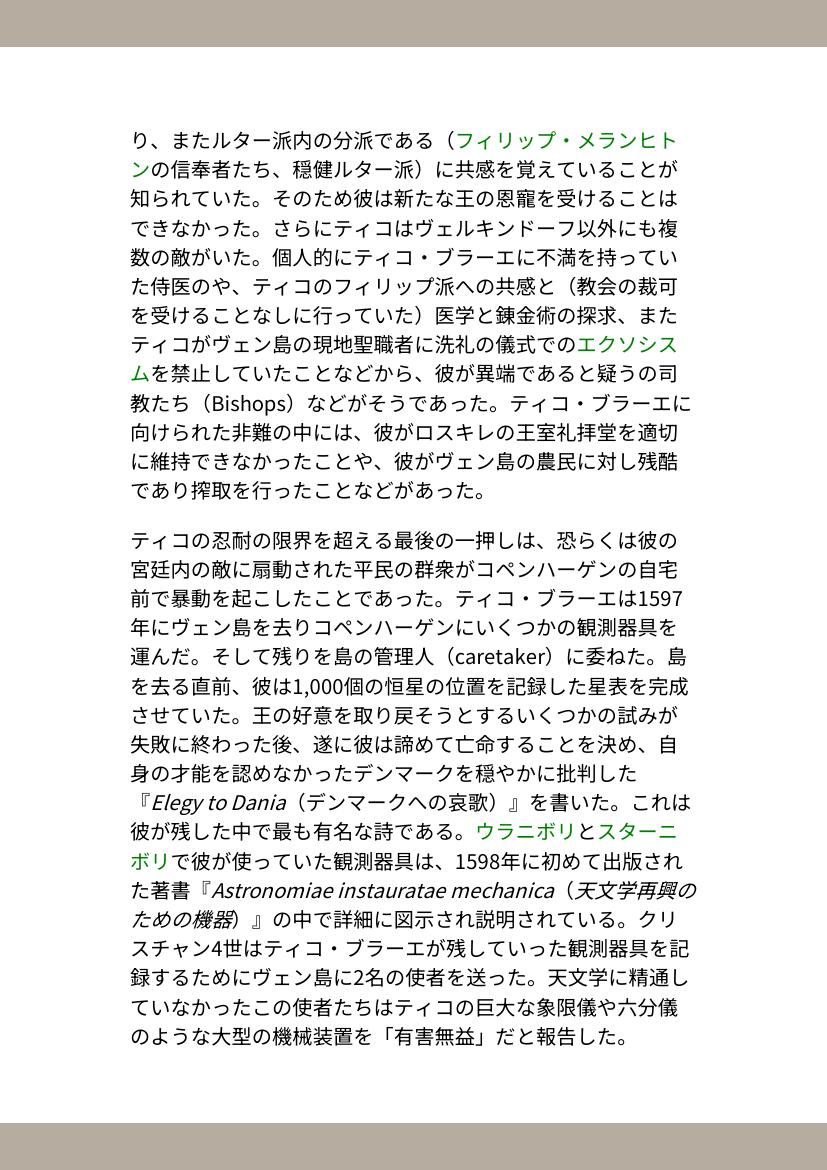 り、またルター派内の分派である（フィリップ・メランヒト
ンの信奉者たち、穏健ルター派）に共感を覚えていることが
知られていた。そのため彼は新たな王の恩寵を受けることは
できなかった。さらにティコはヴェルキンドーフ以外にも複
数の敵がいた。個人的にティコ・ブラーエに不満を持ってい
た侍医のや、ティコのフィリップ派への共感と（教会の裁可
を受けることなしに行っていた）医学と錬金術の探求、また
ティコがヴェン島の現地聖職者に洗礼の儀式でのエクソシス
ムを禁止していたことなどから、彼が異端であると疑うの司
教たち（Bishops）などがそうであった。ティコ・ブラーエに
向けられた非難の中には、彼がロスキレの王室礼拝堂を適切
に維持できなかったことや、彼がヴェン島の農民に対し残酷
であり搾取を行ったことなどがあった。
ティコの忍耐の限界を超える最後の一押しは、恐らくは彼の
宮廷内の敵に扇動された平民の群衆がコペンハーゲンの自宅
前で暴動を起こしたことであった。ティコ・ブラーエは1597
年にヴェン島を去りコペンハーゲンにいくつかの観測器具を
運んだ。そして残りを島の管理人（caretaker）に委ねた。島
を去る直前、彼は1,000個の恒星の位置を記録した星表を完成
させていた。王の好意を取り戻そうとするいくつかの試みが
失敗に終わった後、遂に彼は諦めて亡命することを決め、自
身の才能を認めなかったデンマークを穏やかに批判した
『Elegy to Dania（デンマークへの哀歌）』を書いた。これは
彼が残した中で最も有名な詩である。ウラニボリとスターニ
ボリで彼が使っていた観測器具は、1598年に初めて出版され
た著書『Astronomiae instauratae mechanica（天文学再興の
ための機器）』の中で詳細に図示され説明されている。クリ
スチャン4世はティコ・ブラーエが残していった観測器具を記
録するためにヴェン島に2名の使者を送った。天文学に精通し
ていなかったこの使者たちはティコの巨大な象限儀や六分儀
のような大型の機械装置を「有害無益」だと報告した。